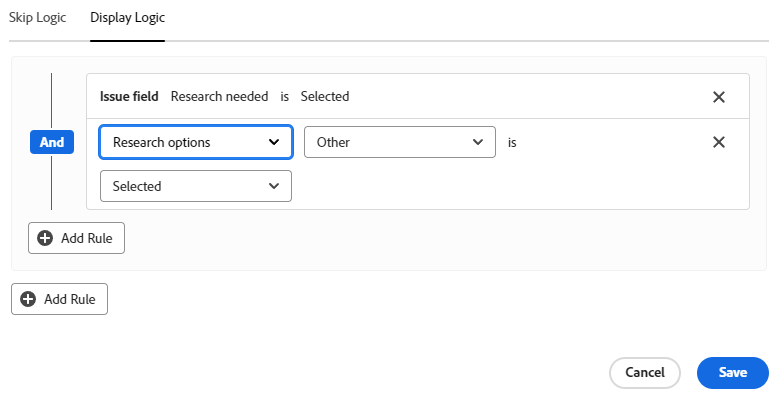 Skip Logic Display Logic
Issue field Research needed is Selected
And Research options Other is
Selected
Add Rule
Add Rule
Cancel Save